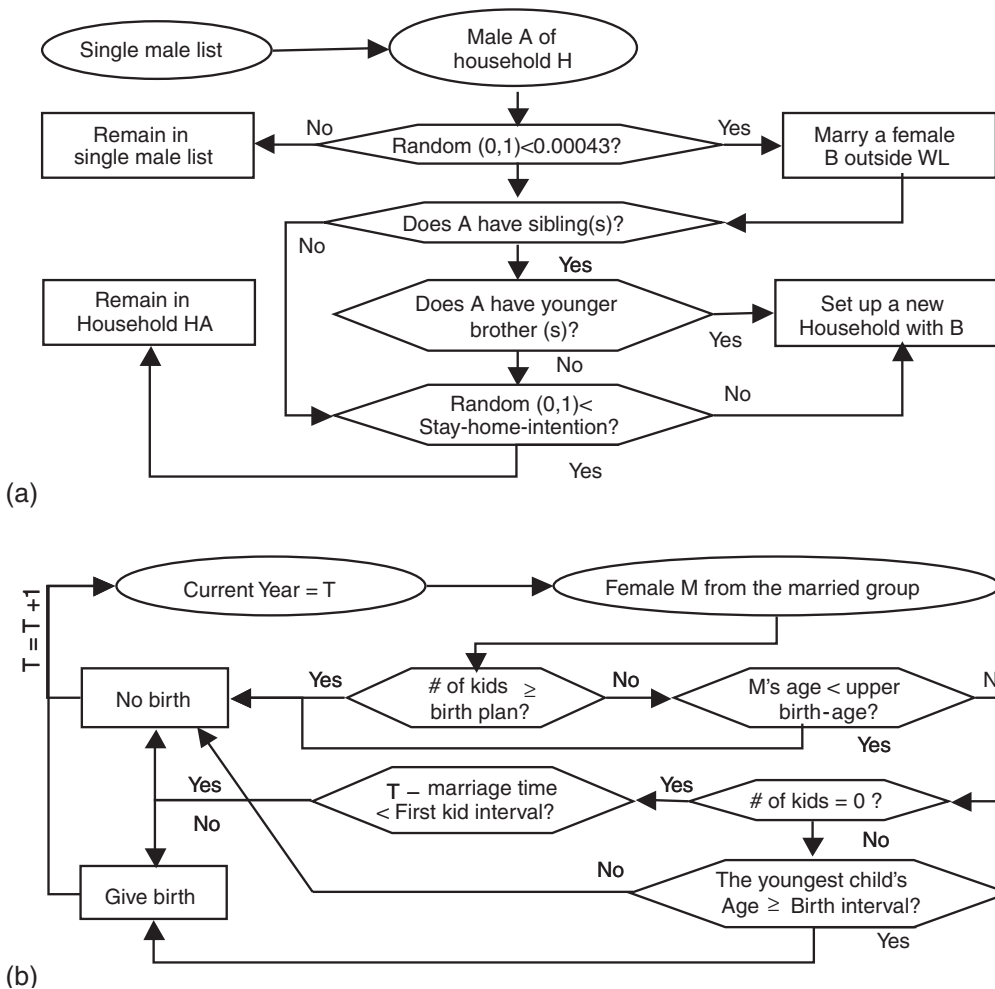 Single male list
Male A of
household H
No
Yes
Remain in
single male list
Random (0,1)<0.00043?
Marry a female
B outside WL
Does A have sibling(s)?
No
Yes
Remain in
Household HA
Does A have younger
brother (s)?
Set up a new
Household with B
Yes
No
Random (0,1)<
Stay-home-intention?
No
Yes
(a)
Current Year = T
Female M from the married group
T = T +1
No birth
Yes
# of kids ≥
birth plan?
No
M's age < upper
birth-age?
N
Yes
Yes
T – marriage time
< First kid interval?
Yes
# of kids = 0 ?
No
No
Give birth
No
The youngest child's
Age ≥ Birth interval?
Yes
(b)